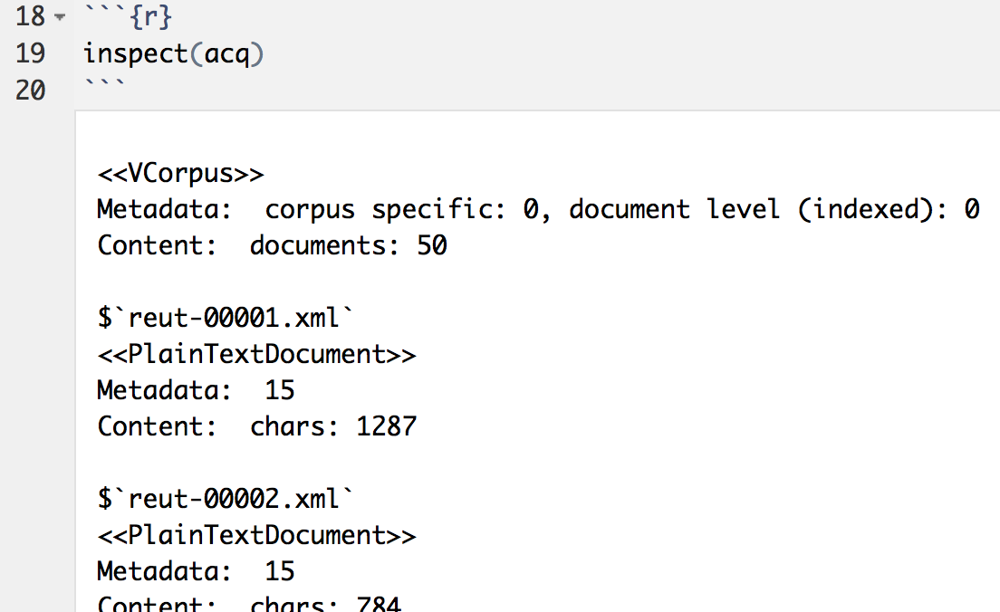 18 ```{r}
19 inspect(acq)
20 ```
<<VCorpus>>
Metadata:  corpus specific: 0, document level (indexed): 0
Content:  documents: 50
$`reut-00001.xml`
<<PlainTextDocument>>
Metadata:  15
Content:  chars: 1287
$`reut-00002.xml`
<<PlainTextDocument>>
Metadata:  15
Content:  chars: 784